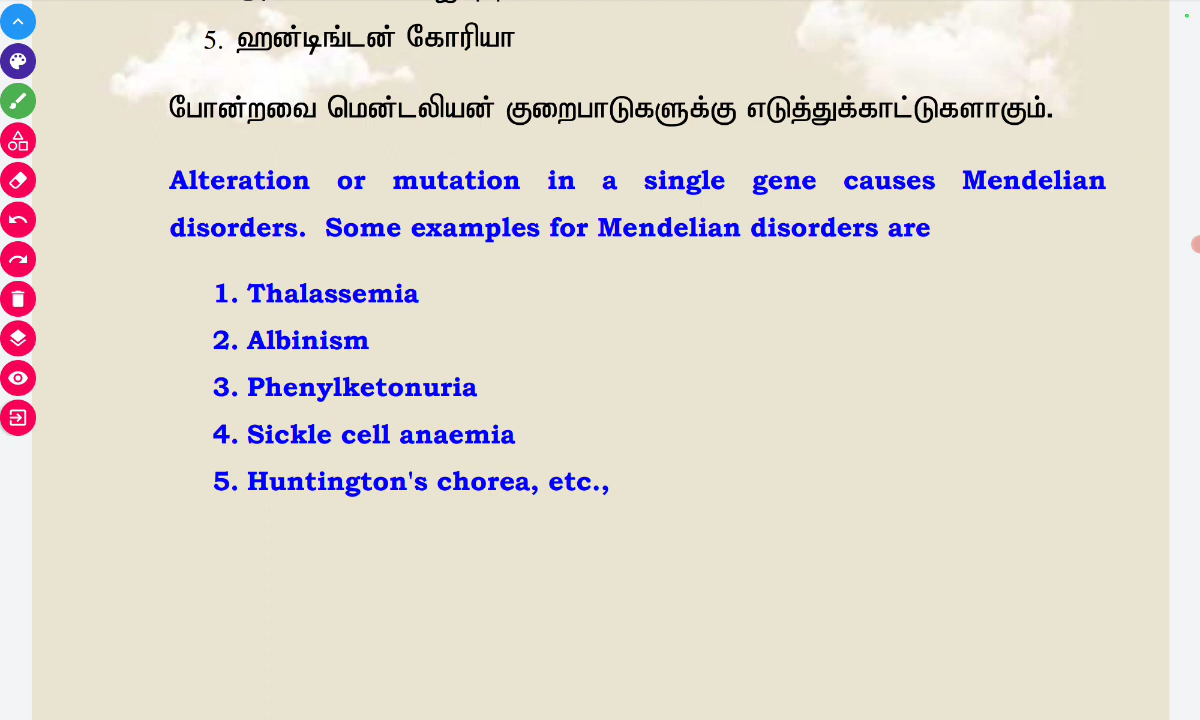 5. ஹன்டிங்டன் கோரியா
போன்றவை மென்டலியன் குறைபாடுகளுக்கு எடுத்துக்காட்டுகளாகும்.
Alteration or mutation in a single gene causes Mendelian
disorders. Some examples for Mendelian disorders are
1. Thalassemia
2. Albinism
3. Phenylketonuria
4. Sickle cell anaemia
5. Huntington's chorea, etc.,